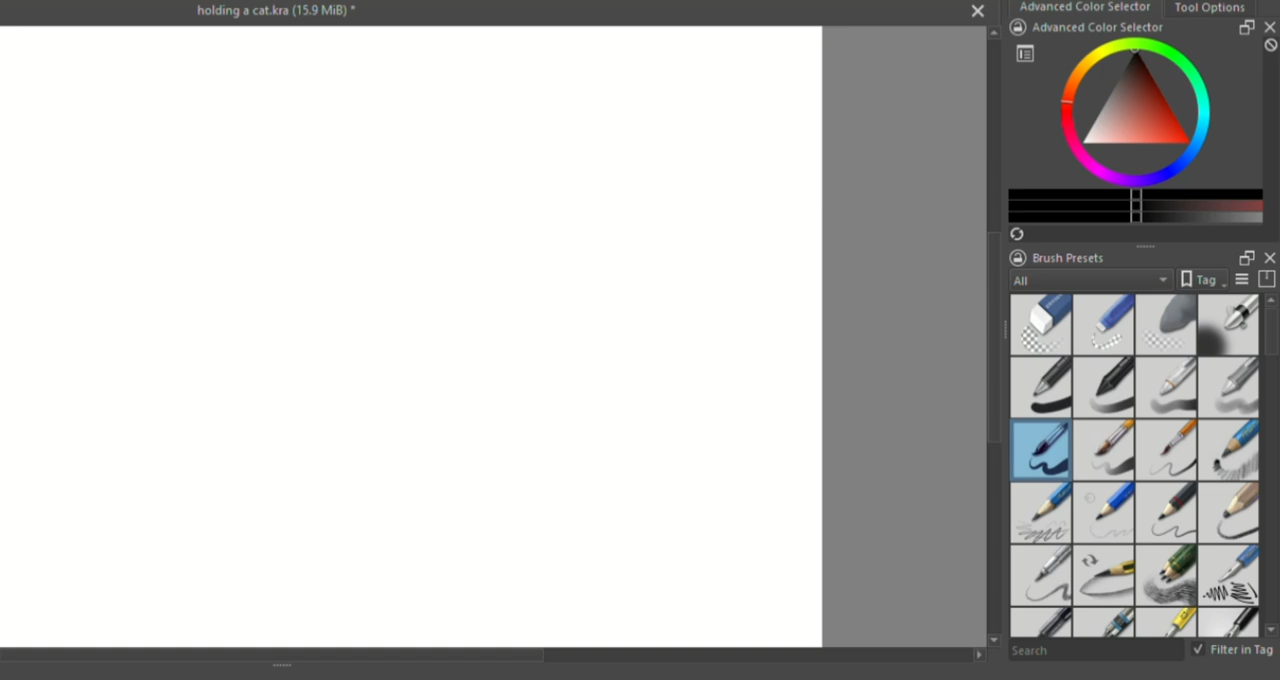 holding a cat.kra (15.9 MiB) *
Advanced Color Selector
Tool Options
Advanced Color Selector
Brush Presets
All
Tag
Search
Filter in Tag